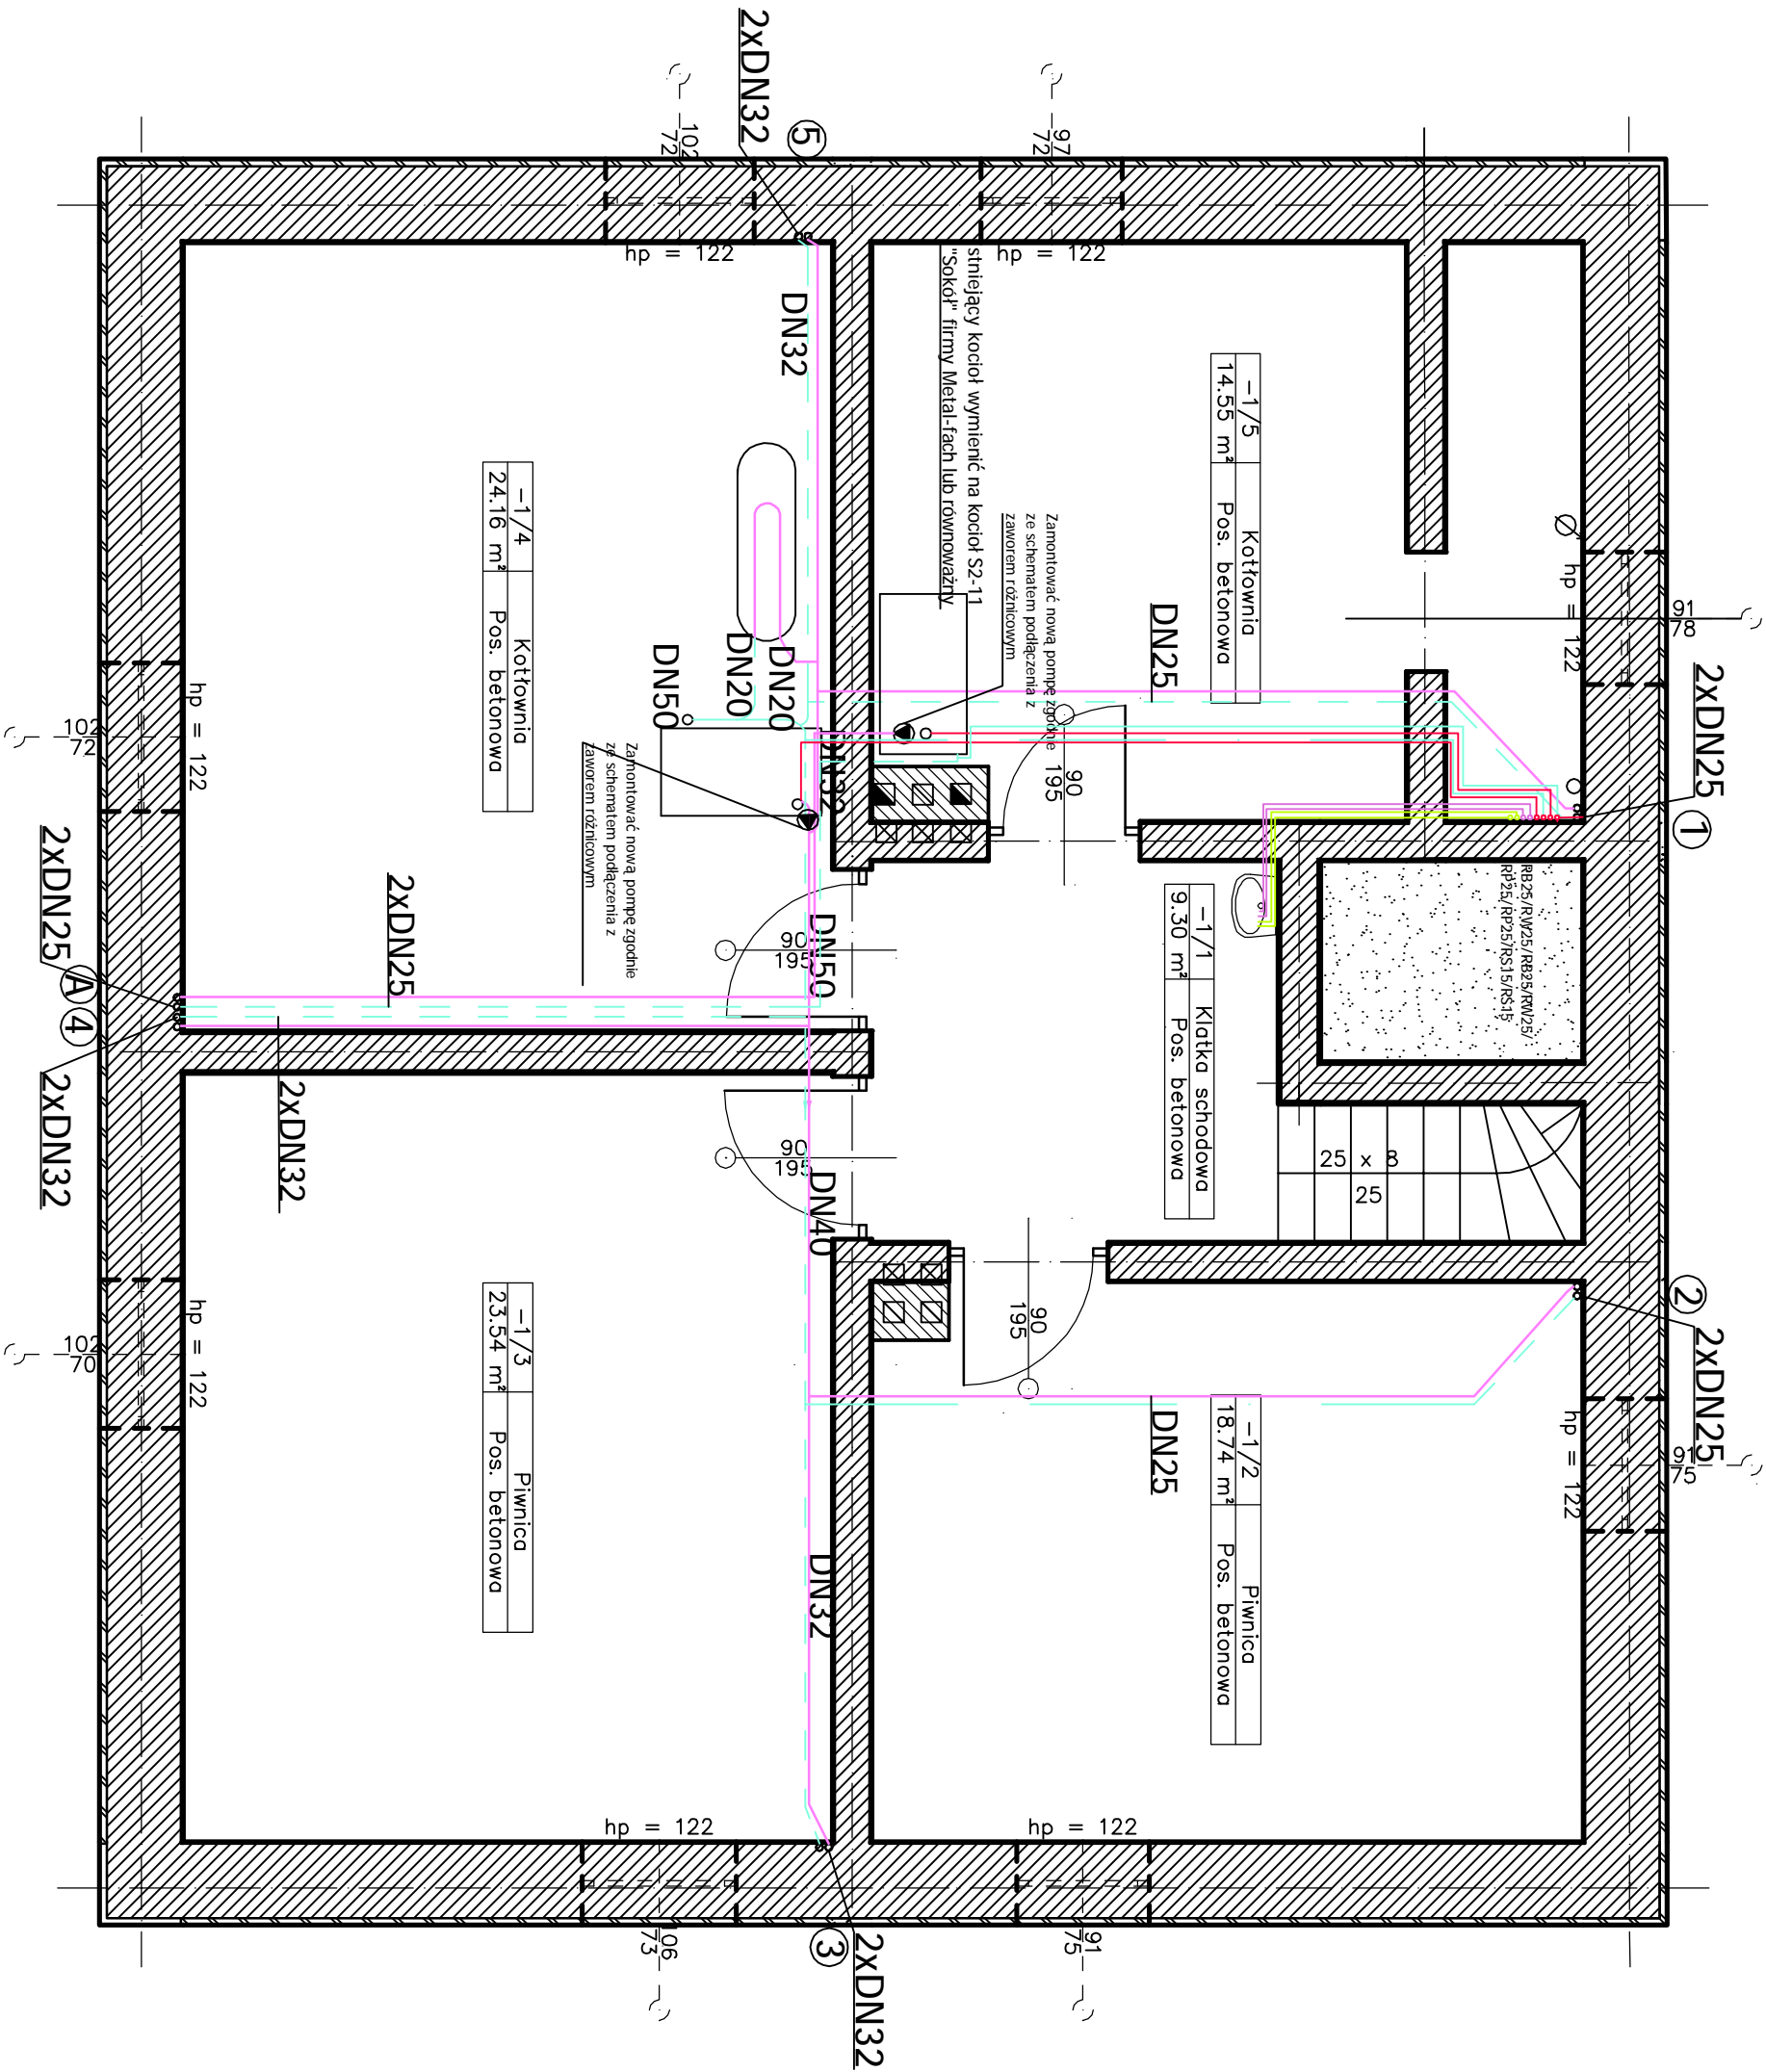 2xDN32
5
102
72
97
72
hp = 122
hp = 122
DN32
stniejący kocioł wymienić na kocioł S2-11
"Sokół" firmy Metal-fach lub równoważny
Zamontować nową pompę zgodnie
ze schematem podłączenia z
zaworem różnicowym
-1/5 Kotłownia
14.55 m² Pos. betonowa
hp = 122
91
78
2xDN25
1
DN25
-1/4 Kotłownia
24.16 m² Pos. betonowa
DN50
DN20
DN20
DN32
90
195
Zamontować nową pompę zgodnie
ze schematem podłączenia z
zaworem różnicowym
hp = 122
102
72
2xDN25
A
4
2xDN32
2xDN25
2xDN32
DN50
90
195
90
195
DN40
-1/1 Klatka schodowa
9.30 m² Pos. betonowa
RB25/RW25/RB25/RW25/
RP25/RP25/RS15/RS15
25 x 8
25
2
2xDN25
90
195
hp = 122
91
75
DN25
-1/2 Piwnica
18.74 m² Pos. betonowa
-1/3 Piwnica
23.54 m² Pos. betonowa
hp = 122
102
70
DN32
hp = 122
hp = 122
106
73
91
75
3
2xDN32